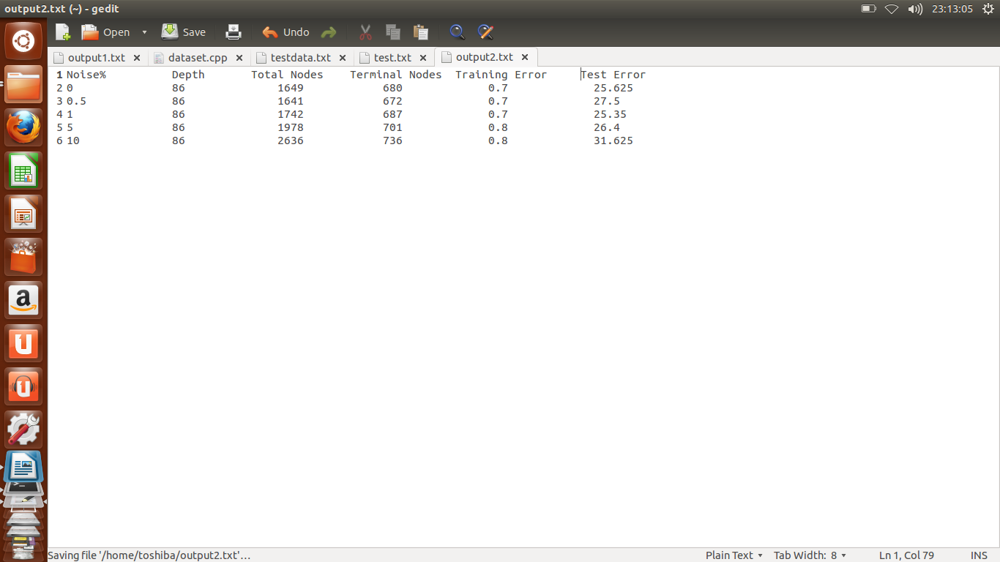 output2.txt (~) - gedit 23:13:05
Open Save Undo
output1.txt dataset.cpp testdata.txt test.txt output2.txt
1 Noise% Depth Total Nodes Terminal Nodes Training Error Test Error
2 0 86 1649 680 0.7 25.625
3 0.5 86 1641 672 0.7 27.5
4 1 86 1742 687 0.7 25.35
5 5 86 1978 701 0.8 26.4
6 10 86 2636 736 0.8 31.625
a
U
U
Saving file '/home/toshiba/output2.txt'... Plain Text Tab Width: 8 Ln 1, Col 79 INS